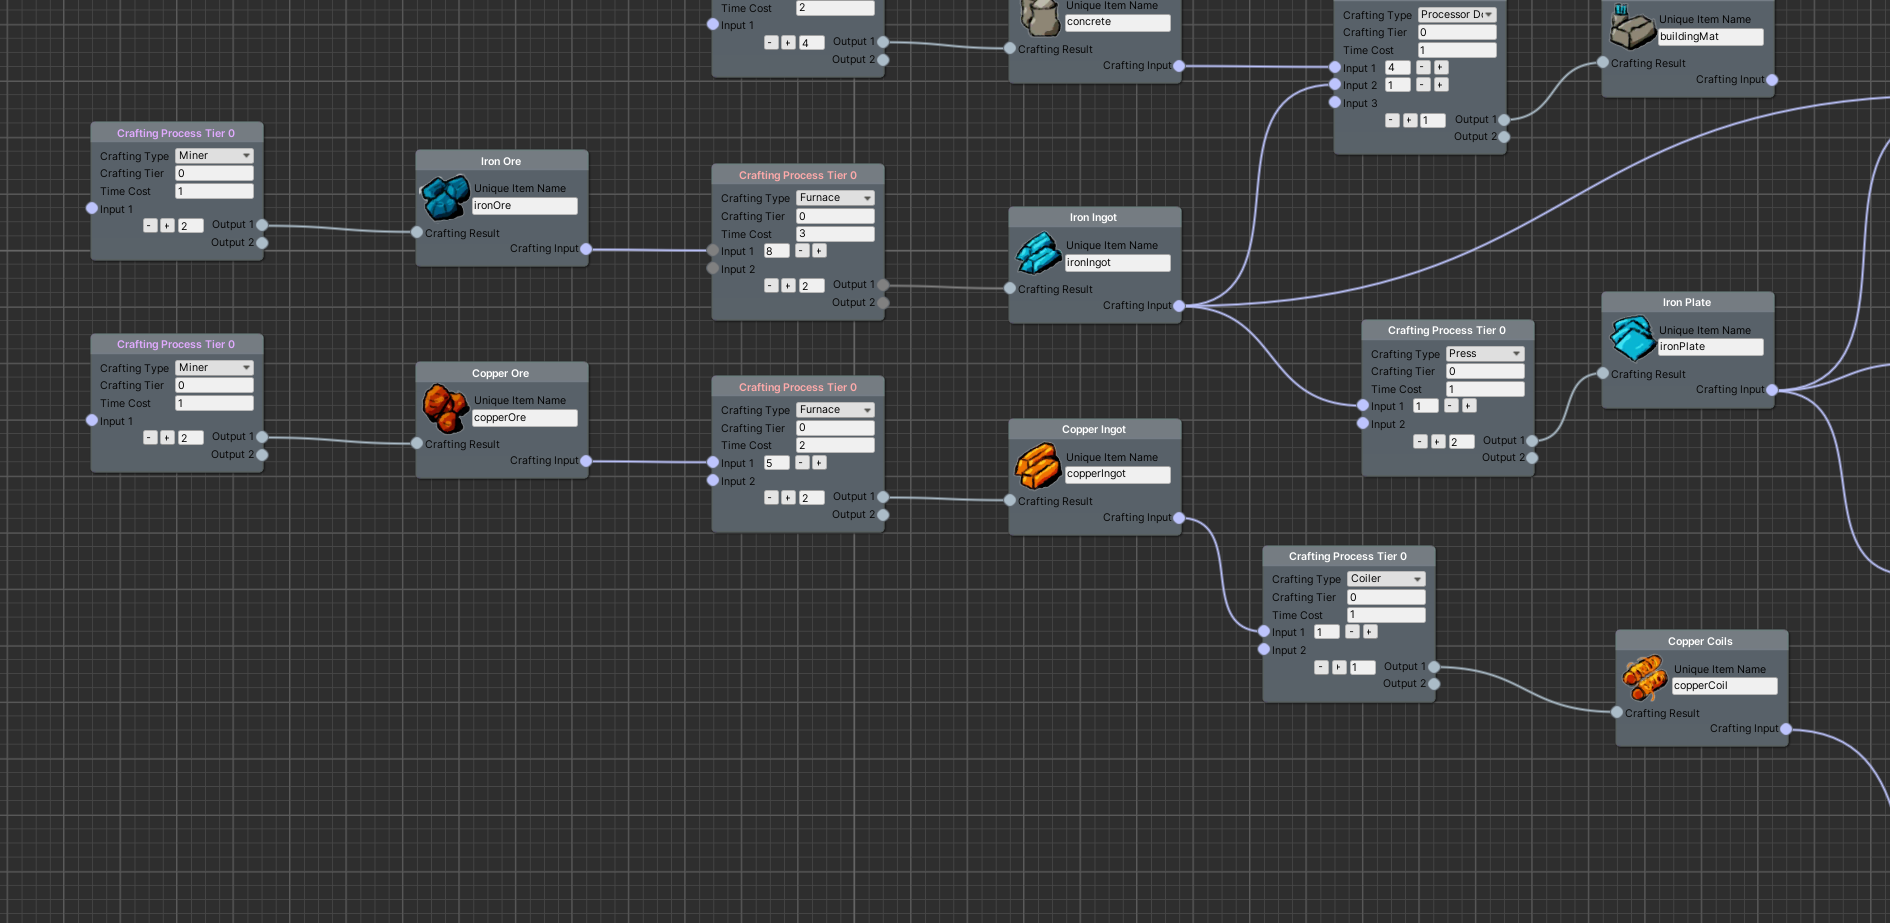 Time Cost 2
Input 1
- + 4 Output 1
Output 2
Unique Item Name
concrete
Crafting Result
Crafting Input
Crafting Type Processor D
Crafting Tier 0
Time Cost 1
Input 1 4 - +
Input 2 1 - +
Input 3
- + 1 Output 1
Output 2
Unique Item Name
buildingMat
Crafting Result
Crafting Input
Crafting Process Tier 0
Crafting Type Miner
Crafting Tier 0
Time Cost 1
Input 1
- + 2 Output 1
Output 2
Iron Ore
Unique Item Name
ironOre
Crafting Result
Crafting Input
Crafting Process Tier 0
Crafting Type Furnace
Crafting Tier 0
Time Cost 3
Input 1 8 - +
Input 2
- + 2 Output 1
Output 2
Iron Ingot
Unique Item Name
ironIngot
Crafting Result
Crafting Input
Crafting Process Tier 0
Crafting Type Press
Crafting Tier 0
Time Cost 1
Input 1 1 - +
Input 2
- + 2 Output 1
Output 2
Iron Plate
Unique Item Name
ironPlate
Crafting Result
Crafting Input
Crafting Process Tier 0
Crafting Type Miner
Crafting Tier 0
Time Cost 1
Input 1
- + 2 Output 1
Output 2
Copper Ore
Unique Item Name
copperOre
Crafting Result
Crafting Input
Crafting Process Tier 0
Crafting Type Furnace
Crafting Tier 0
Time Cost 2
Input 1 5 - +
Input 2
- + 2 Output 1
Output 2
Copper Ingot
Unique Item Name
copperIngot
Crafting Result
Crafting Input
Crafting Process Tier 0
Crafting Type Coiler
Crafting Tier 0
Time Cost 1
Input 1 1 - +
Input 2
- + 1 Output 1
Output 2
Copper Coils
Unique Item Name
copperCoil
Crafting Result
Crafting Input